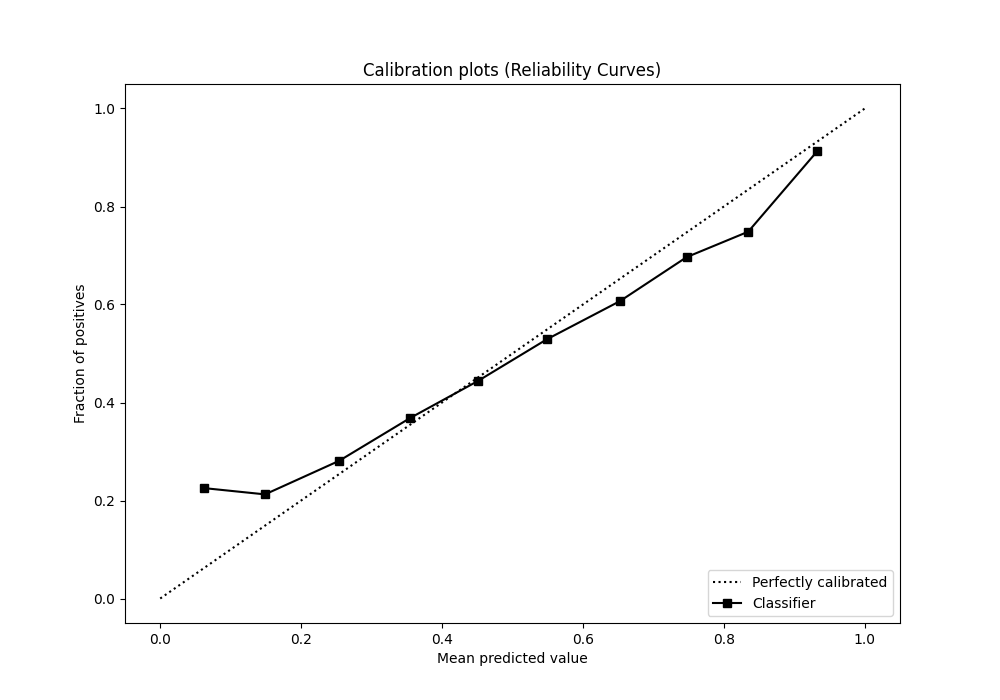 Calibration plots (Reliability Curves)
1.0
0.8
0.6
0.4
0.2
0.0
Fraction of positives
0.0 0.2 0.4 0.6 0.8 1.0
Mean predicted value
Perfectly calibrated
Classifier